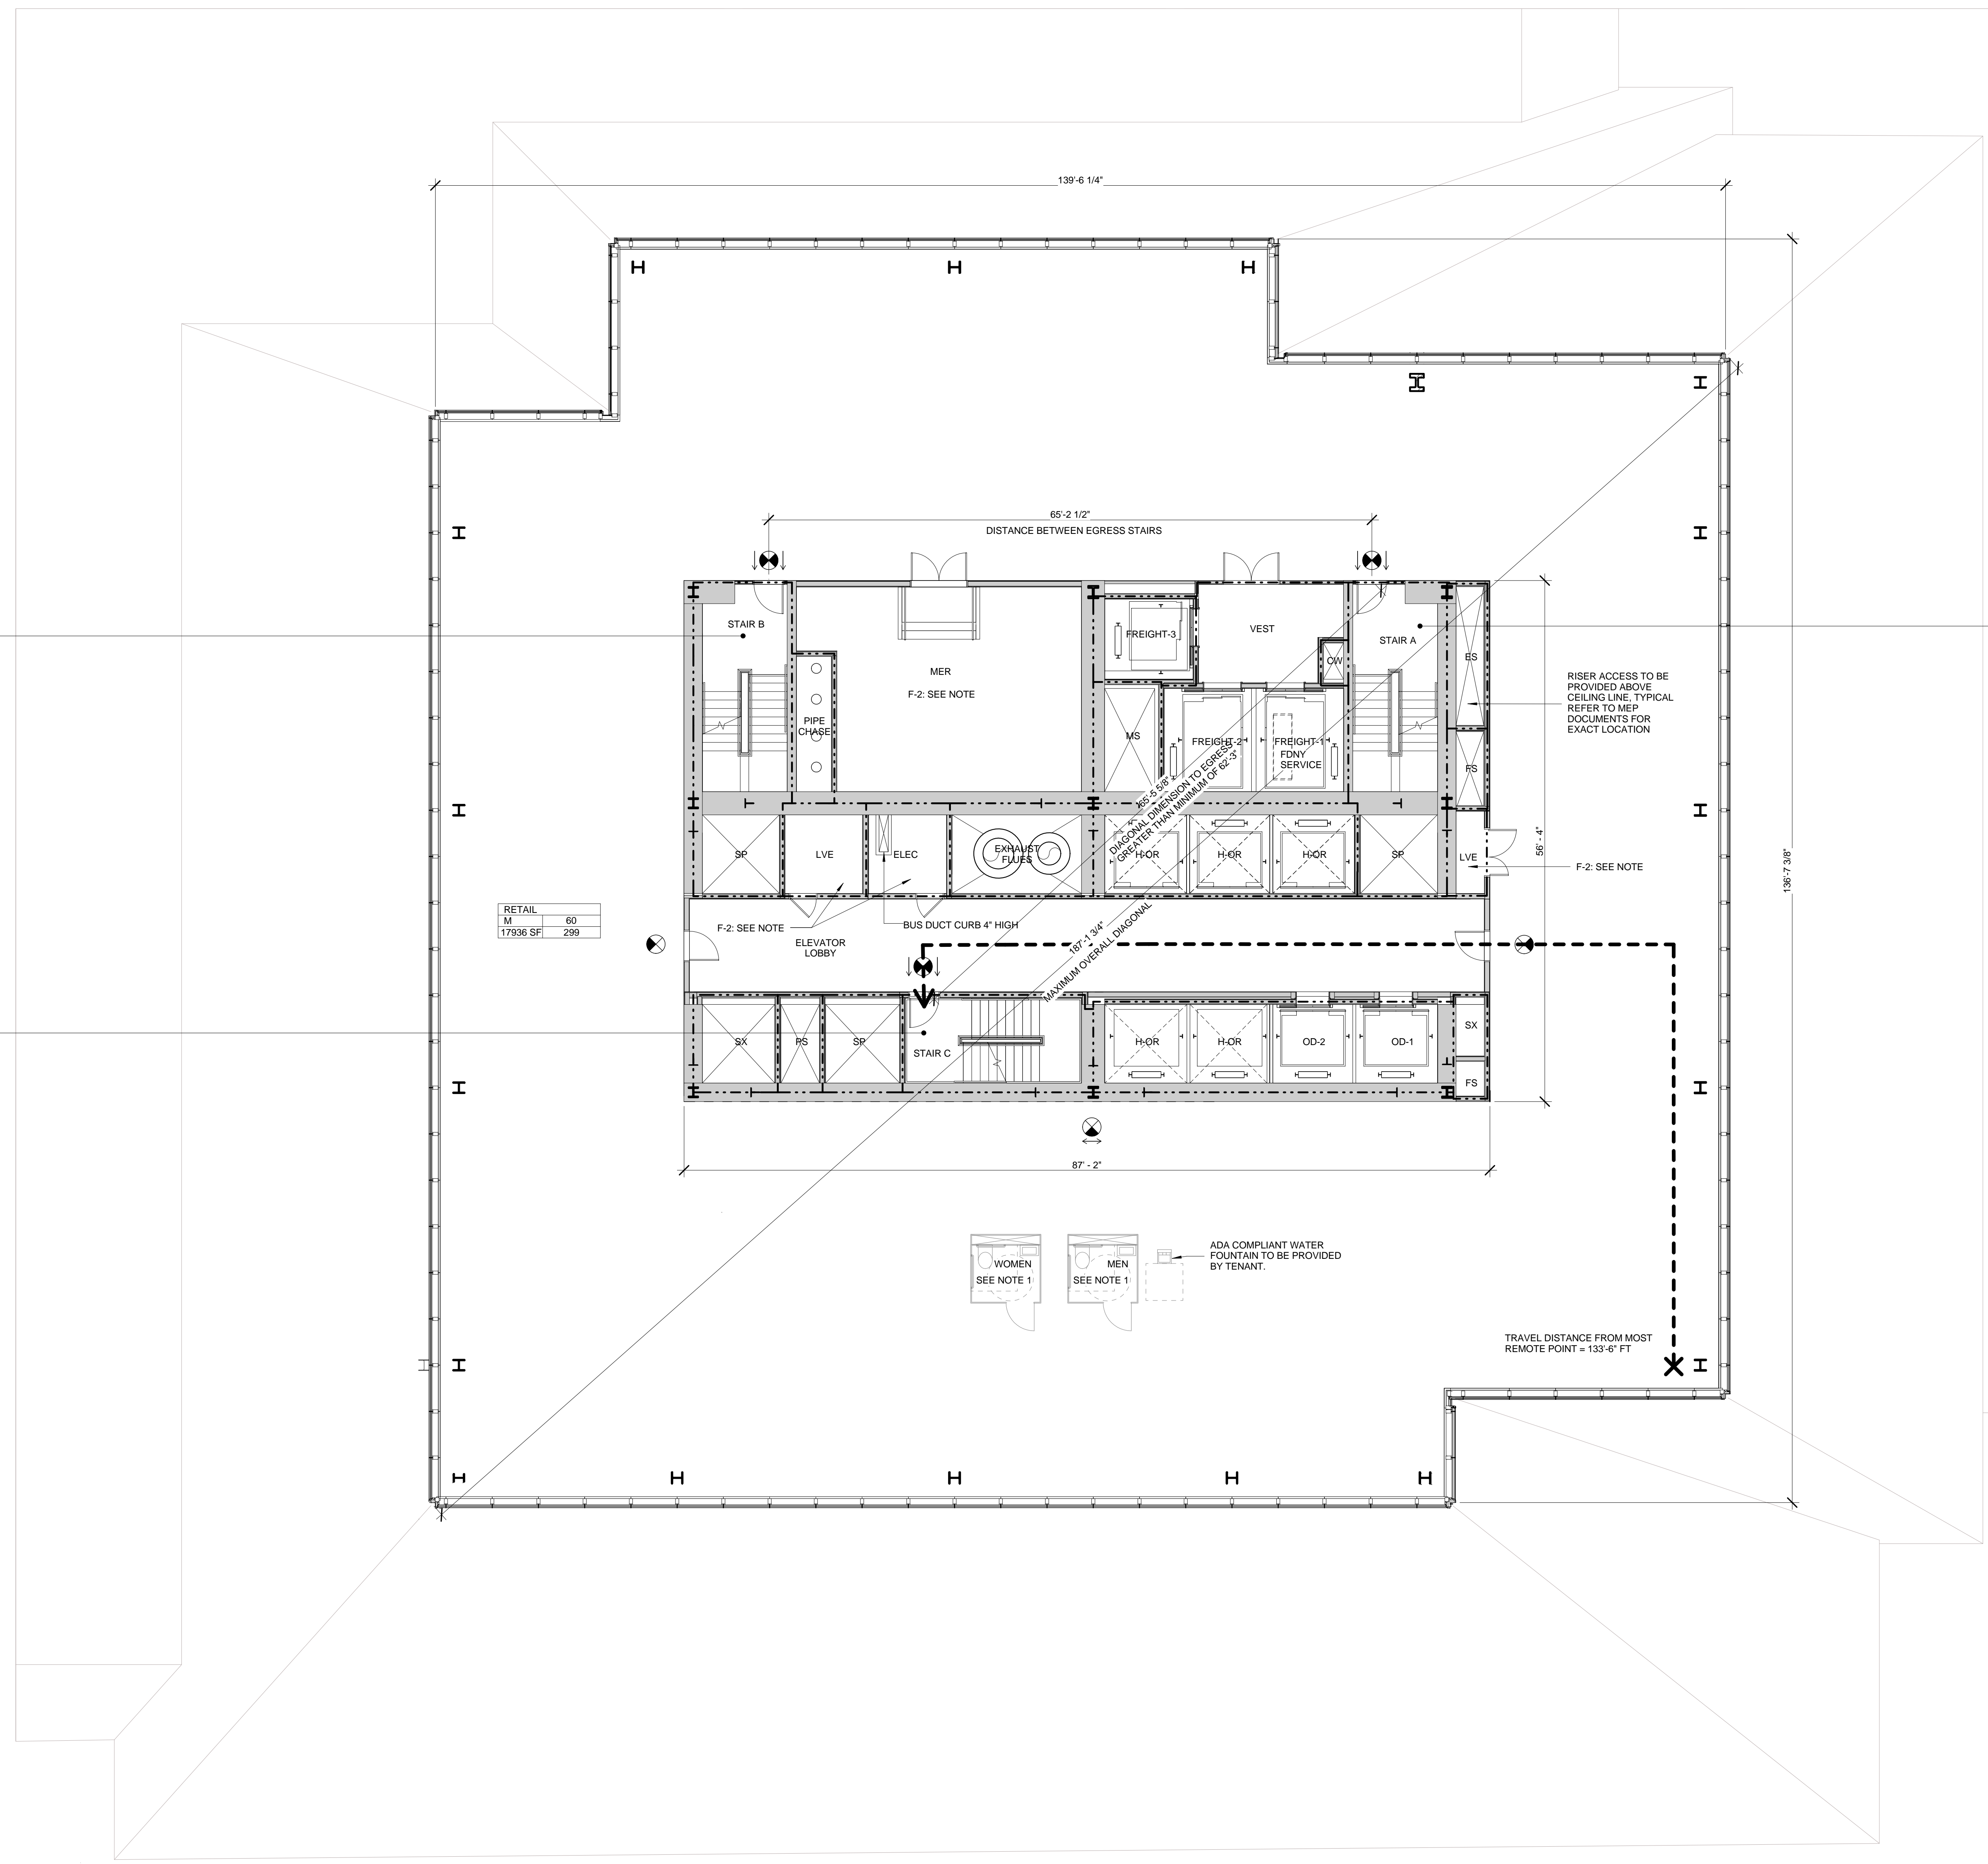 139'-6 1/4"
65'-2 1/2"
DISTANCE BETWEEN EGRESS STAIRS
STAIR B
MER
F-2: SEE NOTE
PIPE
CHASE
FREIGHT-3
VEST
CW
STAIR A
ES
MS
FREIGHT-2
FREIGHT-1
FDNY
SERVICE
FS
RISER ACCESS TO BE
PROVIDED ABOVE
CEILING LINE, TYPICAL
REFER TO MEP
DOCUMENTS FOR
EXACT LOCATION
65'-5 5/8"
DIAGONAL DIMENSION TO EGRESS
GREATER THAN MINIMUM OF 62'-3"
SP
LVE
ELEC
EXHAUST
FLUES
H-OR
H-OR
H-OR
SP
LVE
F-2: SEE NOTE
56' - 4"
136'-7 3/8"
RETAIL
M 60
17936 SF 299
F-2: SEE NOTE
BUS DUCT CURB 4" HIGH
ELEVATOR
LOBBY
187'-1 3/4"
MAXIMUM OVERALL DIAGONAL
SX
PS
SP
STAIR C
H-OR
H-OR
OD-2
OD-1
SX
FS
87' - 2"
WOMEN
SEE NOTE 1
MEN
SEE NOTE 1
ADA COMPLIANT WATER
FOUNTAIN TO BE PROVIDED
BY TENANT.
TRAVEL DISTANCE FROM MOST
REMOTE POINT = 133'-6" FT